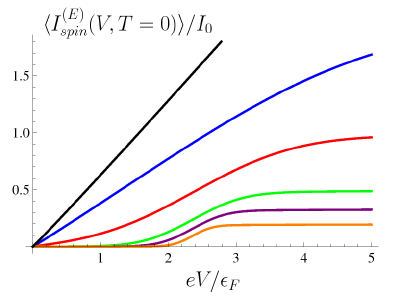 ⟨I_{spin}^{(E)}(V, T = 0)⟩/I_0
1.5
1.0
0.5
1 2 3 4 5
eV/ϵ_F